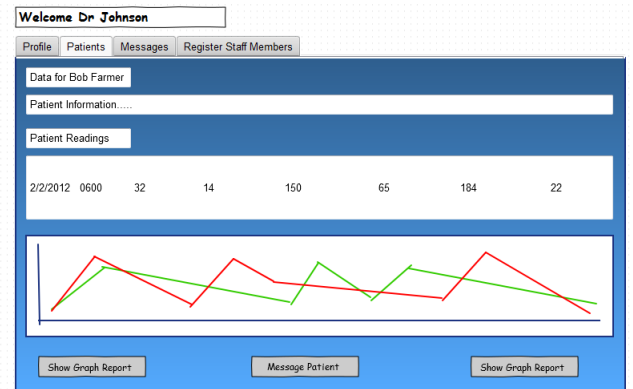 Welcome Dr Johnson
Profile Patients Messages Register Staff Members
Data for Bob Farmer
Patient Information.....
Patient Readings
2/2/2012 0600 32 14 150 65 184 22
Show Graph Report Message Patient Show Graph Report